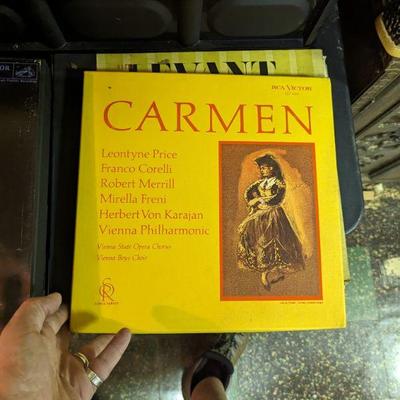 LEVANT
RCA VICTOR
CARMEN
Leontyne Price
Franco Corelli
Robert Merrill
Mirella Freni
Herbert Von Karajan
Vienna Philharmonic
Vienna State Opera Chorus
Vienna Boys Choir
SR